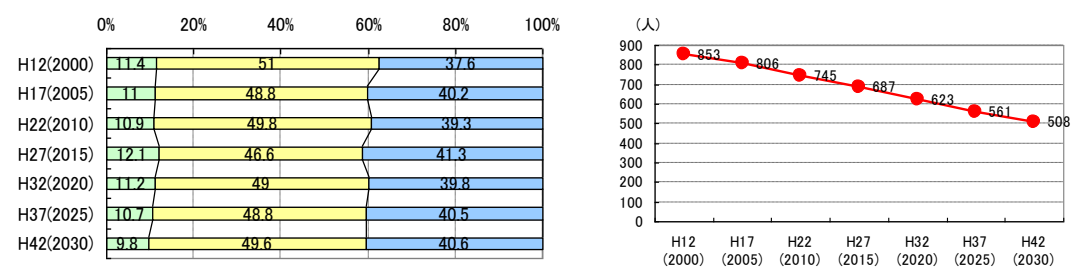 0% 20% 40% 60% 80% 100%
H12(2000) 11.4 51 37.6
H17(2005) 11 48.8 40.2
H22(2010) 10.9 49.8 39.3
H27(2015) 12.1 46.6 41.3
H32(2020) 11.2 49 39.8
H37(2025) 10.7 48.8 40.5
H42(2030) 9.8 49.6 40.6
(人)
900
800
700
600
500
400
300
200
100
0
853 806 745 687 623 561 508
H12 H17 H22 H27 H32 H37 H42
(2000) (2005) (2010) (2015) (2020) (2025) (2030)